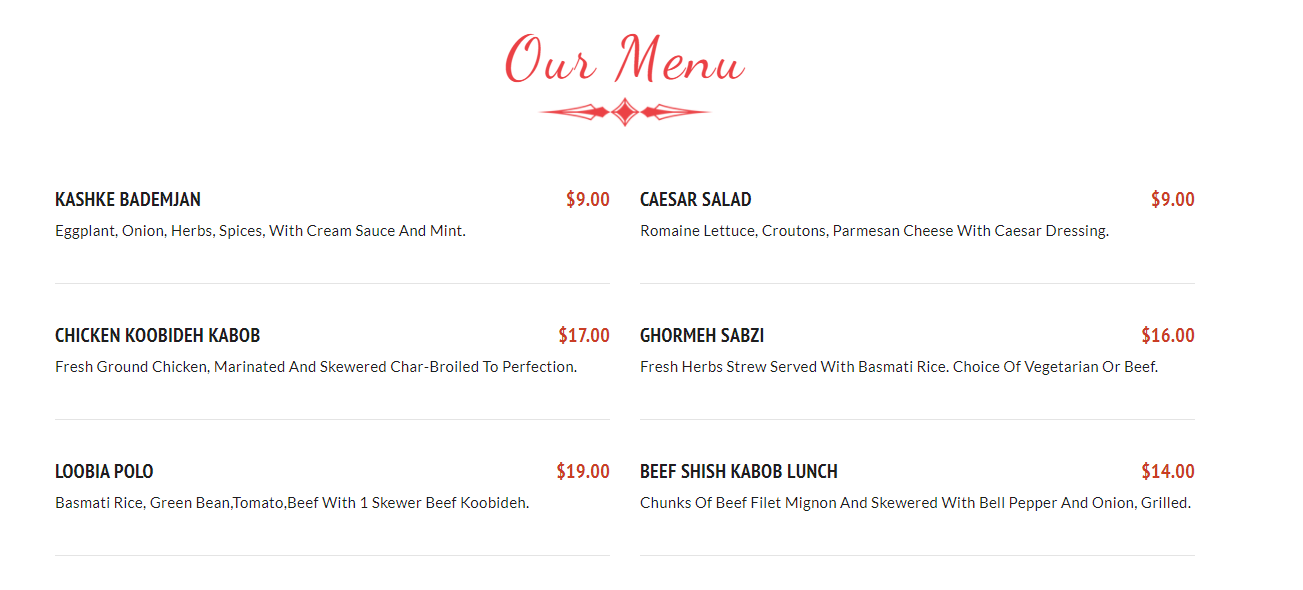 Our Menu
KASHKE BADEMJAN $9.00
Eggplant, Onion, Herbs, Spices, With Cream Sauce And Mint.
CAESAR SALAD $9.00
Romaine Lettuce, Croutons, Parmesan Cheese With Caesar Dressing.
CHICKEN KOOBIDEH KABOB $17.00
Fresh Ground Chicken, Marinated And Skewered Char-Broiled To Perfection.
GHORMEH SABZI $16.00
Fresh Herbs Strew Served With Basmati Rice. Choice Of Vegetarian Or Beef.
LOOBIA POLO $19.00
Basmati Rice, Green Bean,Tomato,Beef With 1 Skewer Beef Koobideh.
BEEF SHISH KABOB LUNCH $14.00
Chunks Of Beef Filet Mignon And Skewered With Bell Pepper And Onion, Grilled.